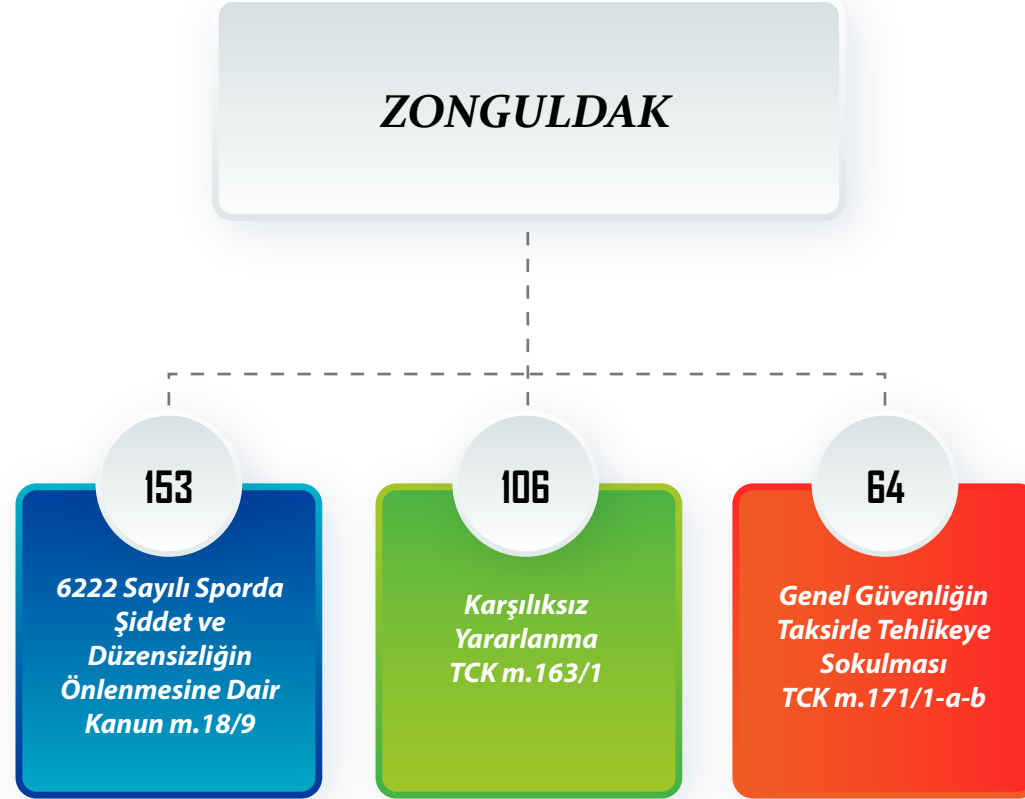 ZONGULDAK
153
6222 Sayılı Sporda
Şiddet ve
Düzensizliğin
Önlenmesine Dair
Kanun m.18/9
106
Karşılıksız
Yararlanma
TCK m.163/1
64
Genel Güvenliğin
Taksirle Tehlikeye
Sokulması
TCK m.171/1-a-b